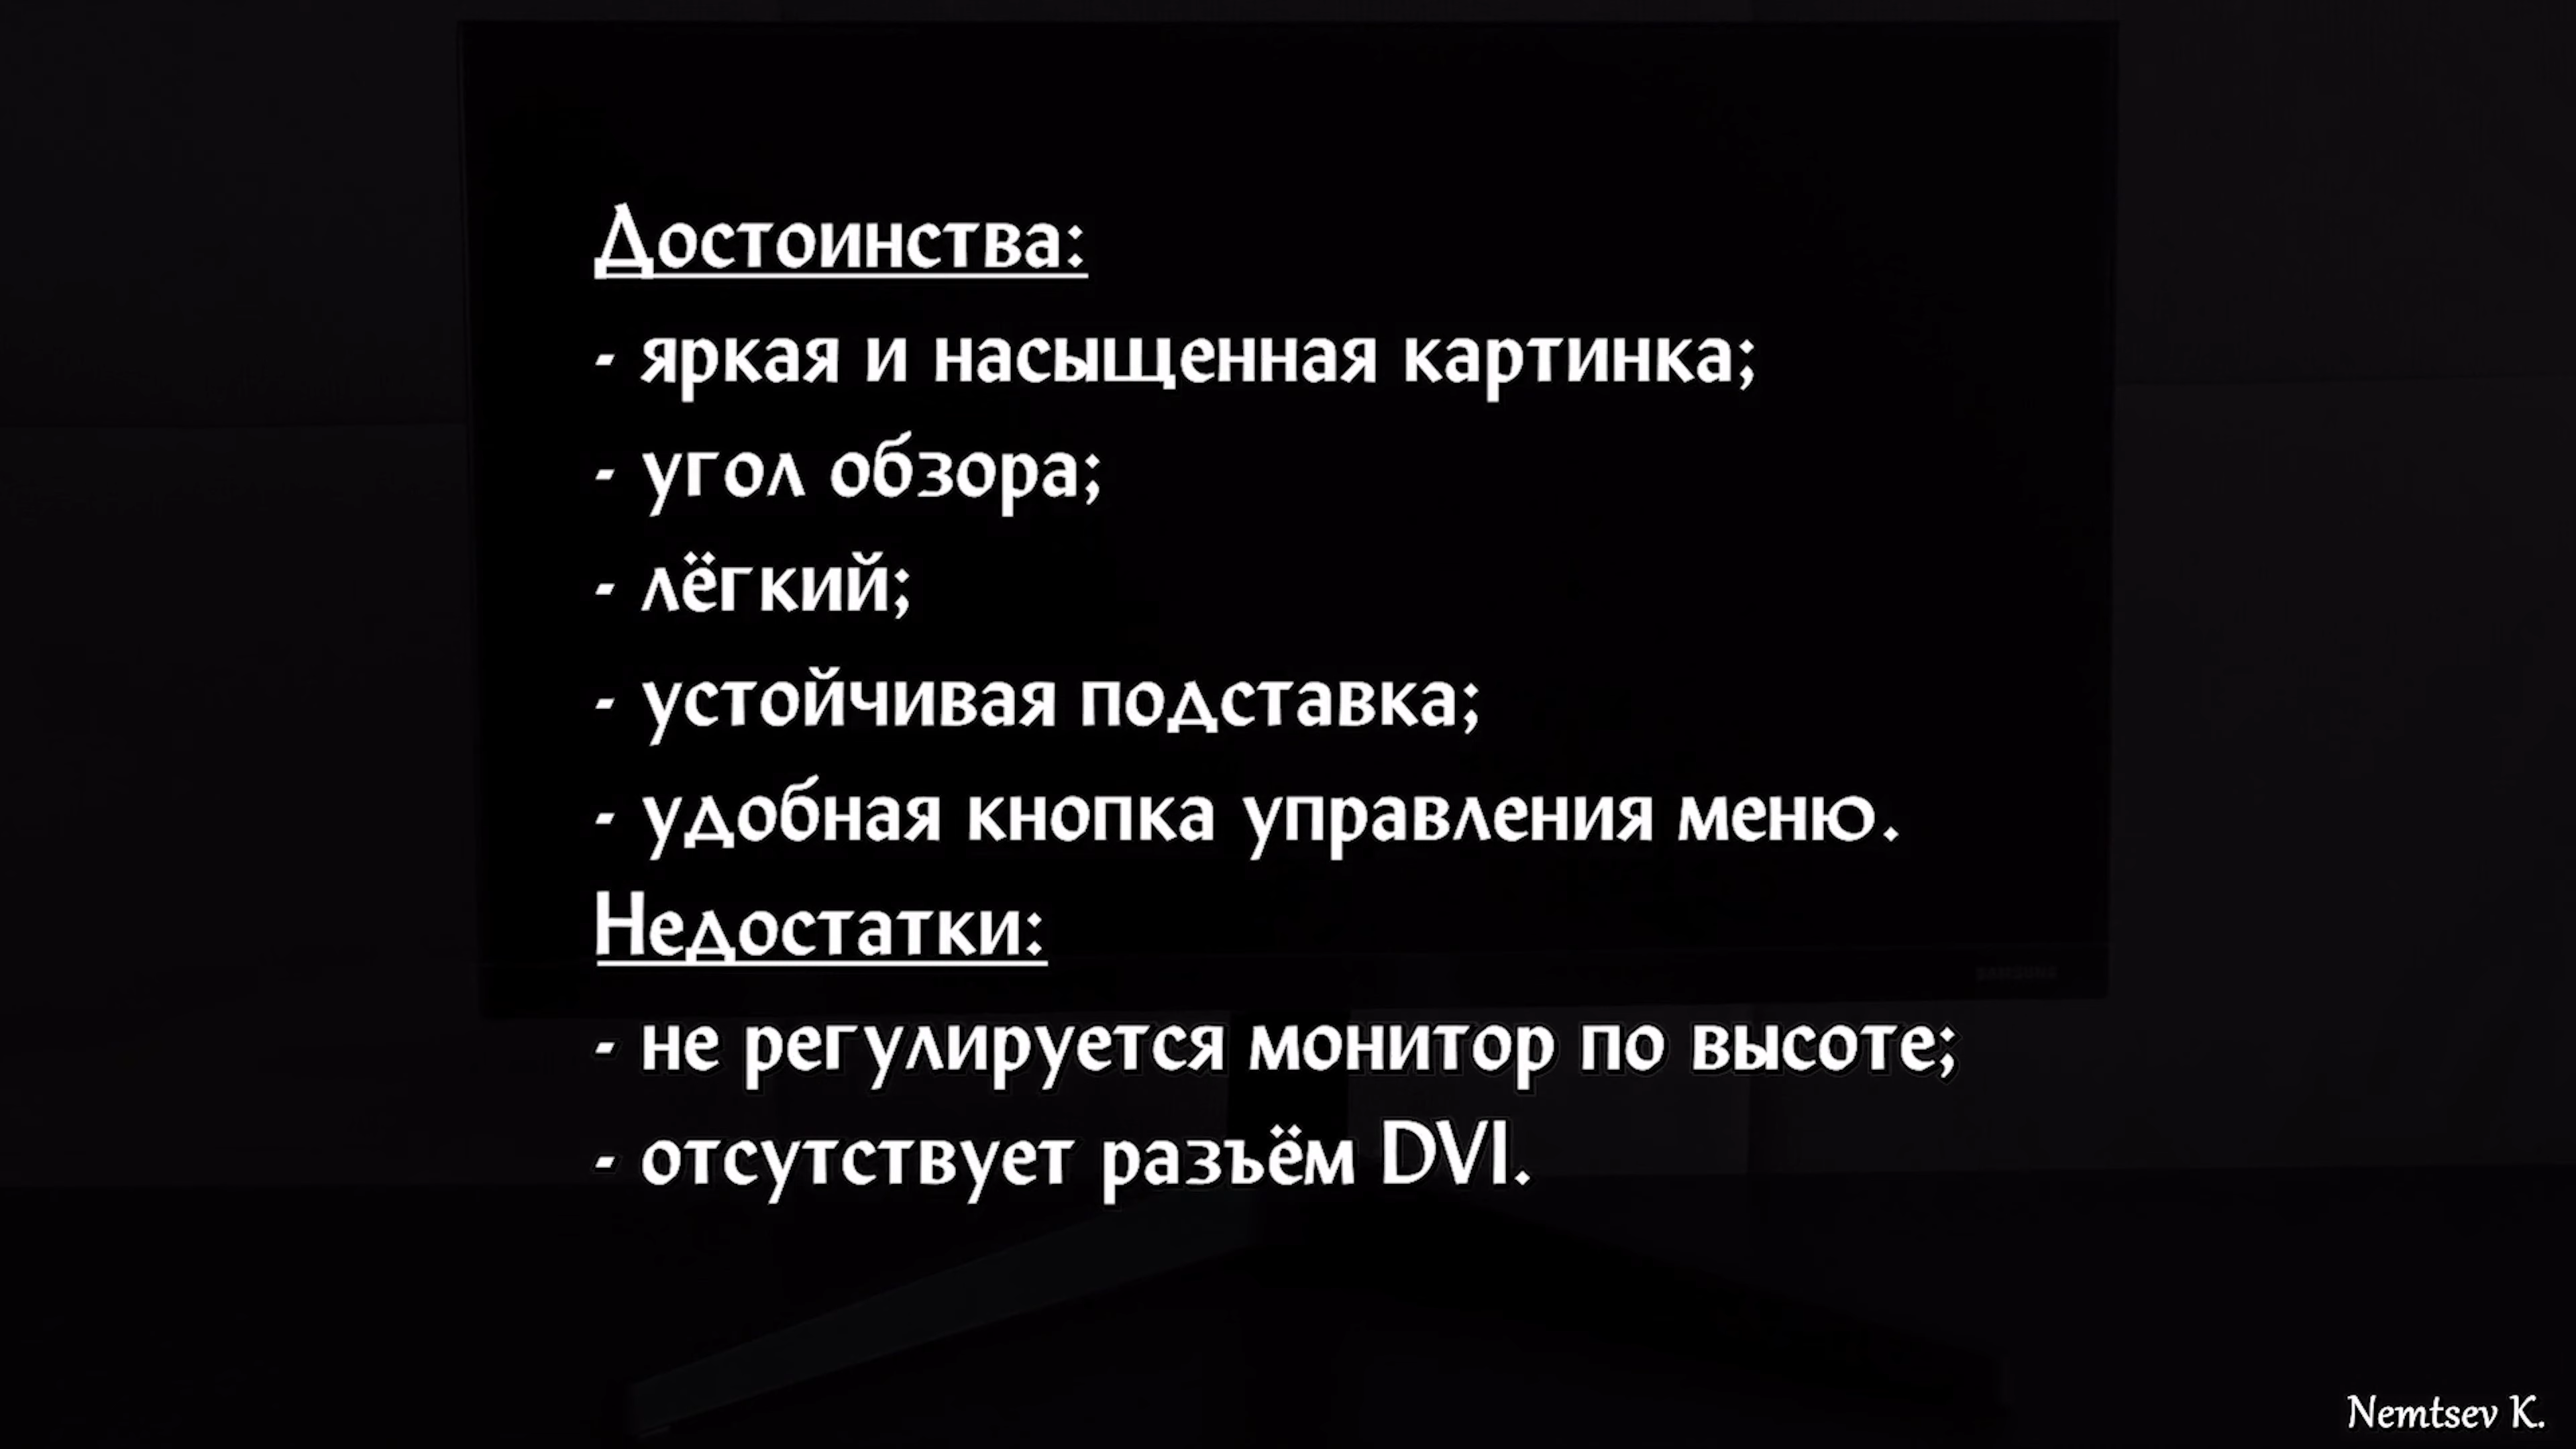 Достоинства:
- яркая и насыщенная картинка;
- угол обзора;
- лёгкий;
- устойчивая подставка;
- удобная кнопка управления меню.
Недостатки:
SAMSUNG
- не регулируется монитор по высоте;
- отсутствует разъём DVI.
Nemtsev K.